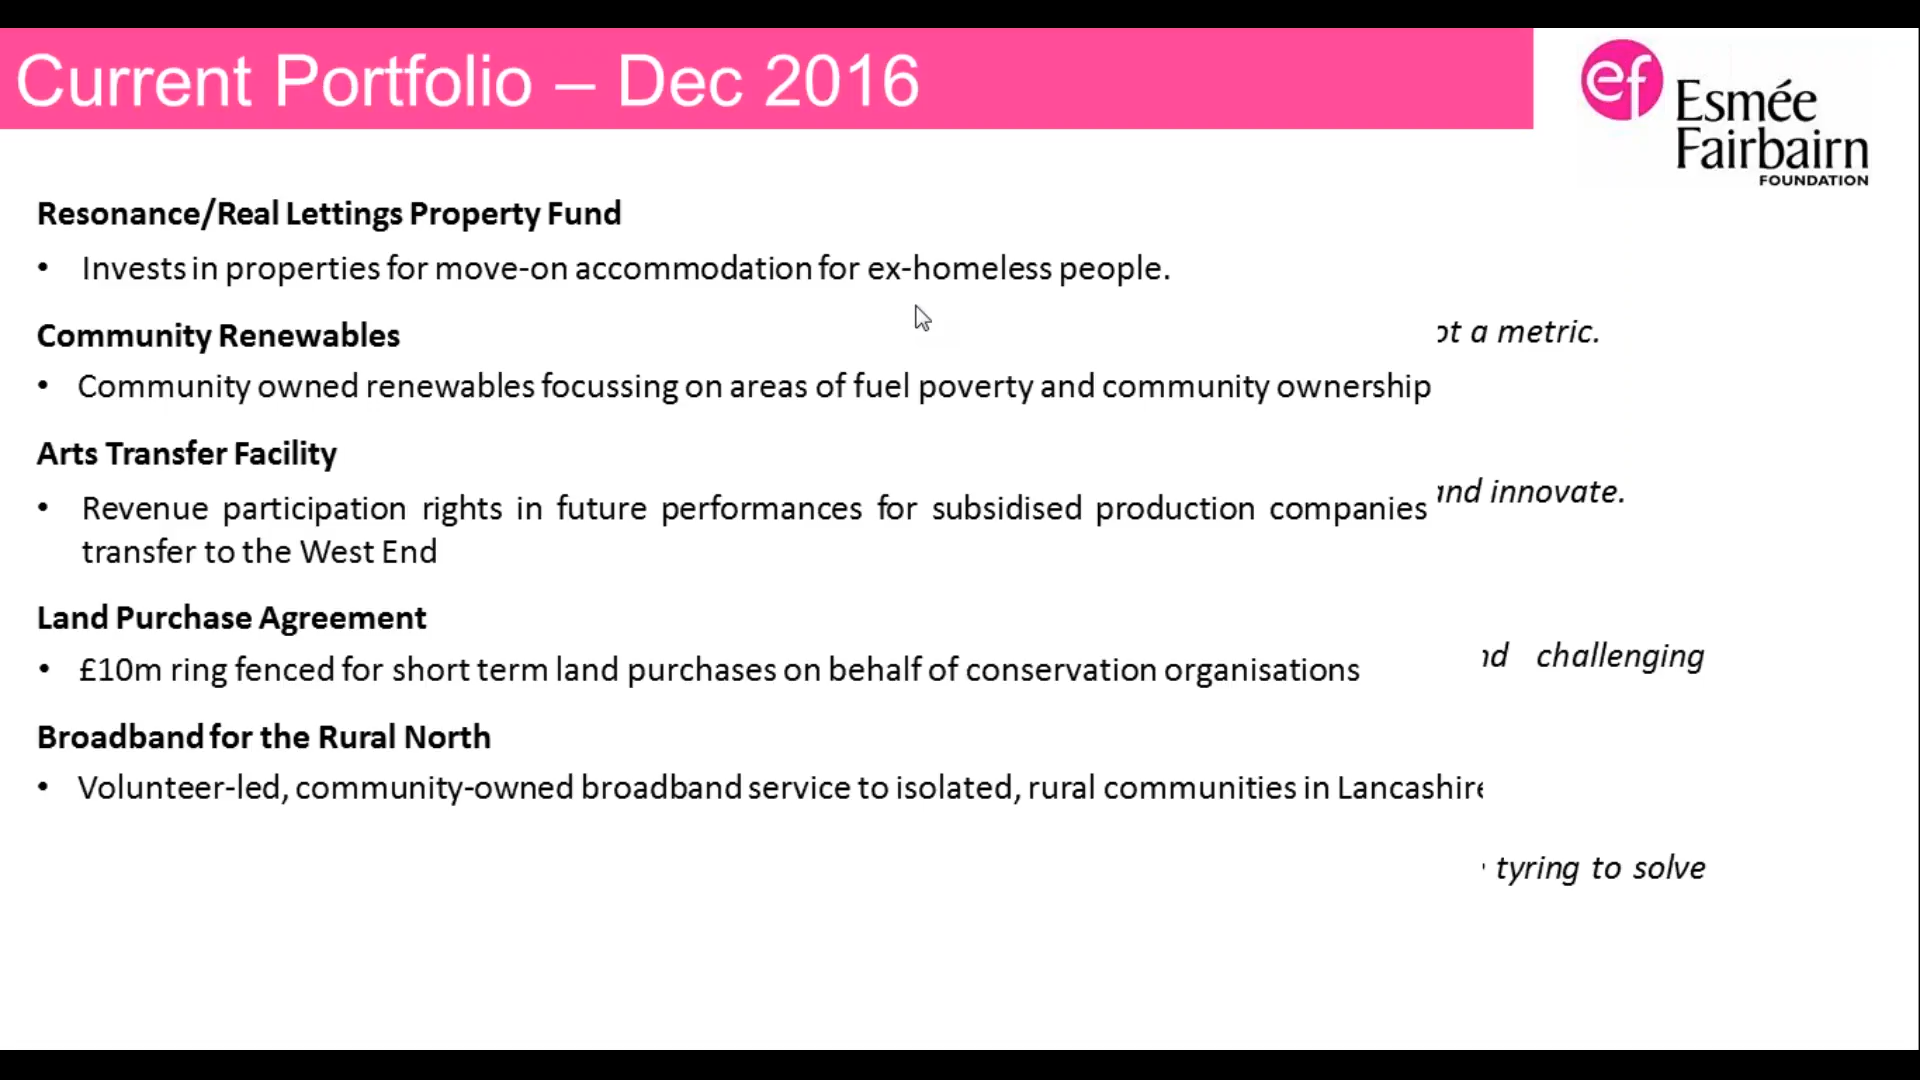 Current Portfolio – Dec 2016
ef
Esmée
Fairbairn
FOUNDATION
Resonance/Real Lettings Property Fund
• Invests in properties for move-on accommodation for ex-homeless people.
Community Renewables
a metric.
• Community owned renewables focussing on areas of fuel poverty and community ownership
Arts Transfer Facility
innovate.
• Revenue participation rights in future performances for subsidised production companies
transfer to the West End
Land Purchase Agreement
challenging
• £10m ring fenced for short term land purchases on behalf of conservation organisations
Broadband for the Rural North
• Volunteer-led, community-owned broadband service to isolated, rural communities in Lancashire
tyring to solve